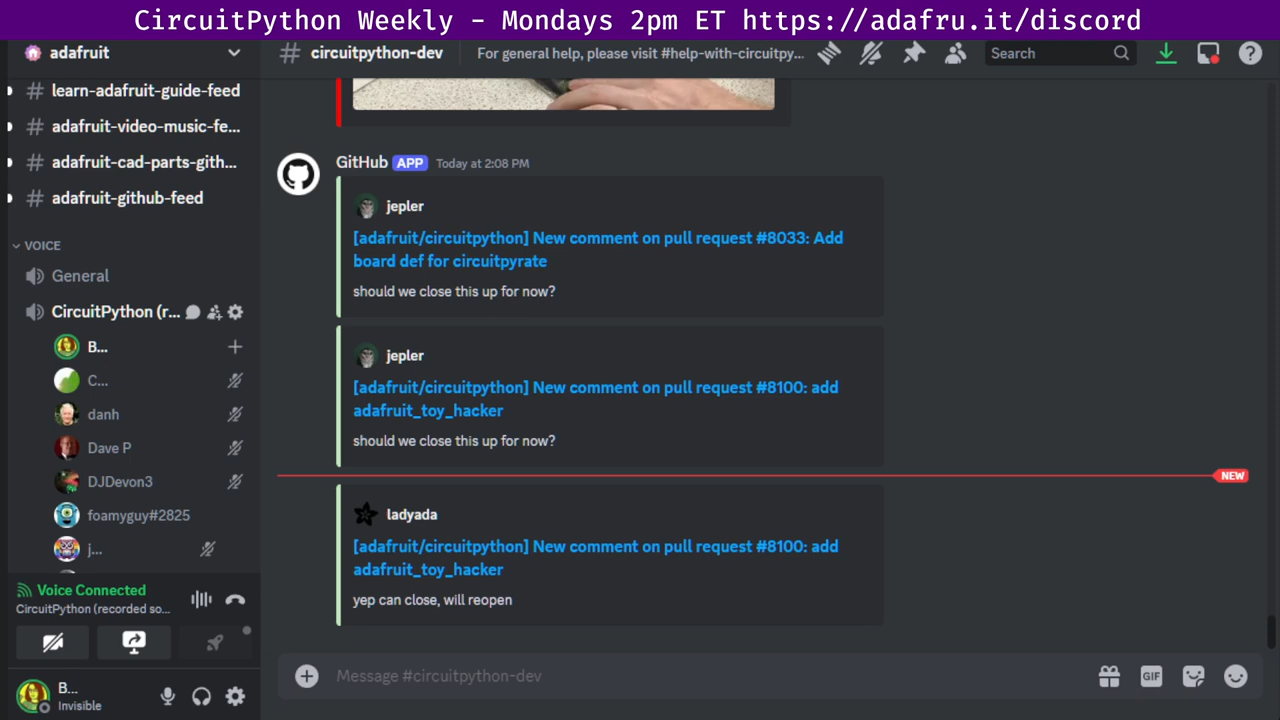 CircuitPython Weekly - Mondays 2pm ET https://adafru.it/discord
adafruit
circuitpython-dev
For general help, please visit #help-with-circuitpy...
Search
learn-adafruit-guide-feed
adafruit-video-music-fe...
adafruit-cad-parts-gith...
adafruit-github-feed
VOICE
General
CircuitPython (r...
B...
C...
danh
Dave P
DJDevon3
foamyguy#2825
j...
Voice Connected
CircuitPython (recorded so...
B...
Invisible
GitHub APP Today at 2:08 PM
jepler
[adafruit/circuitpython] New comment on pull request #8033: Add
board def for circuitpyrate
should we close this up for now?
jepler
[adafruit/circuitpython] New comment on pull request #8100: add
adafruit_toy_hacker
should we close this up for now?
NEW
ladyada
[adafruit/circuitpython] New comment on pull request #8100: add
adafruit_toy_hacker
yep can close, will reopen
Message #circuitpython-dev
GIF